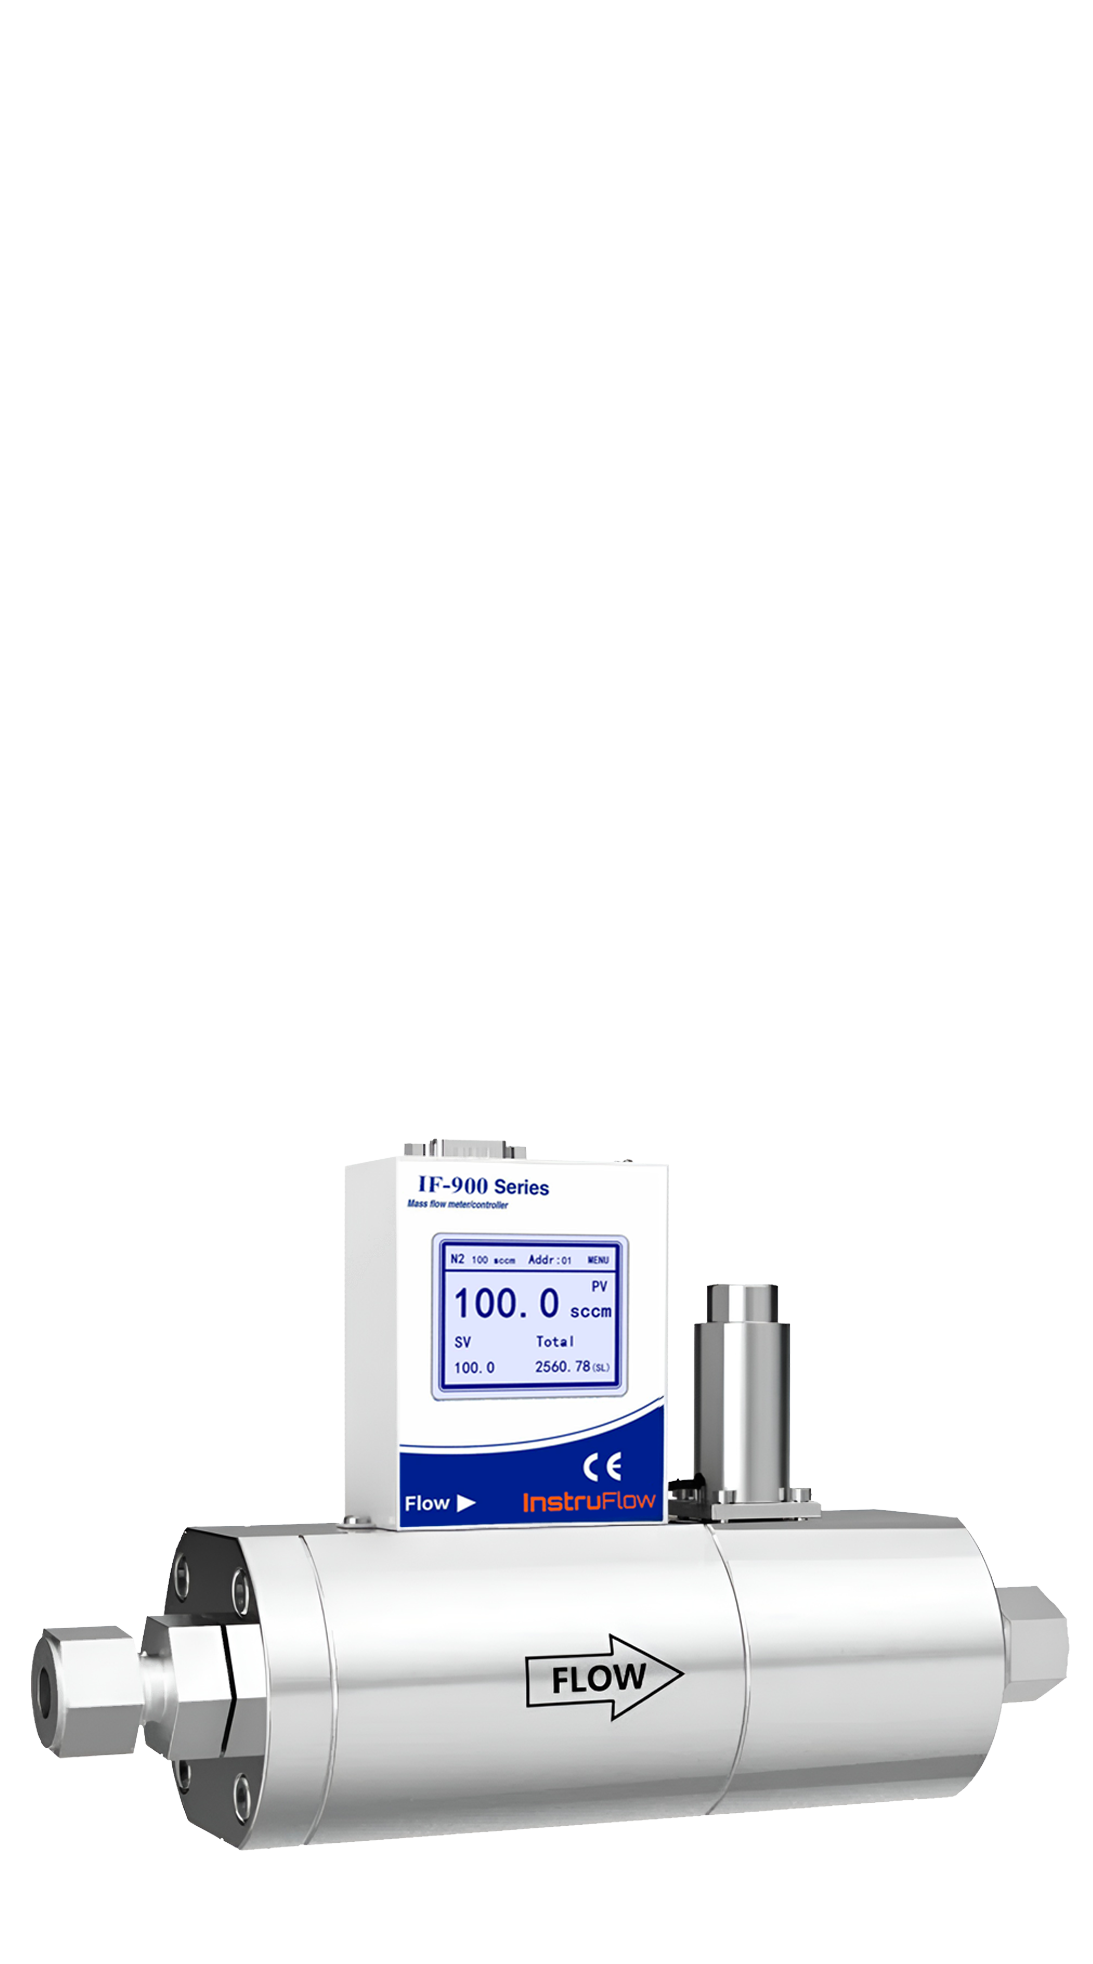 IF-900 Series
Mass flow meter/controller
N2 100 sccm Addr:01 MENU
PV
100.0 sccm
SV Total
100.0 2560.78(SL)
CE
Flow
InstruFlow
FLOW